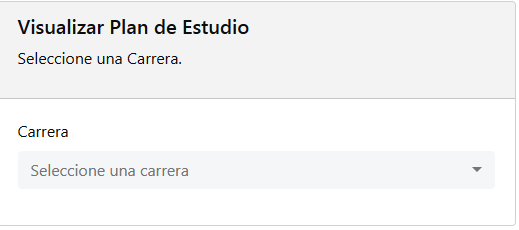 Visualizar Plan de Estudio
Seleccione una Carrera.
Carrera
Seleccione una carrera